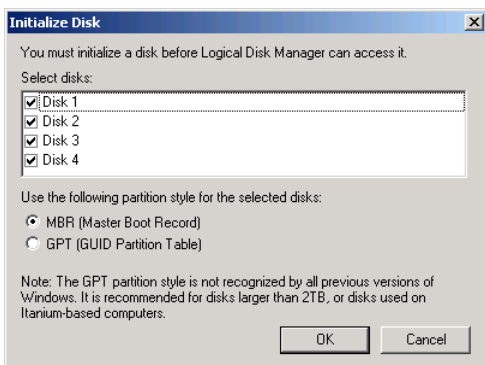 Initialize Disk
You must initialize a disk before Logical Disk Manager can access it.
Select disks:
Disk 1
Disk 2
Disk 3
Disk 4
Use the following partition style for the selected disks:
MBR (Master Boot Record)
GPT (GUID Partition Table)
Note: The GPT partition style is not recognized by all previous versions of
Windows. It is recommended for disks larger than 2TB, or disks used on
Itanium-based computers.
OK Cancel